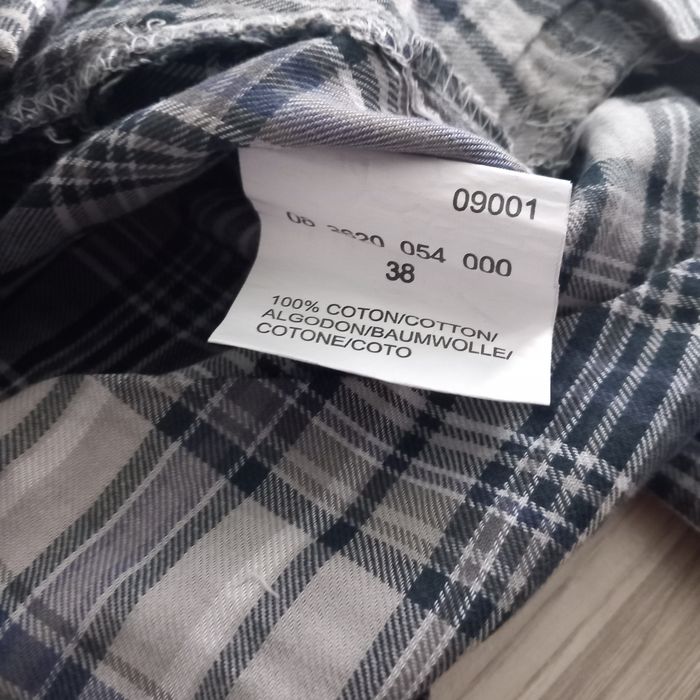 09001
054 000
38
100% COTON/COTTON/
ALGODON/BAUMWOLLE/
COTONE/COTO